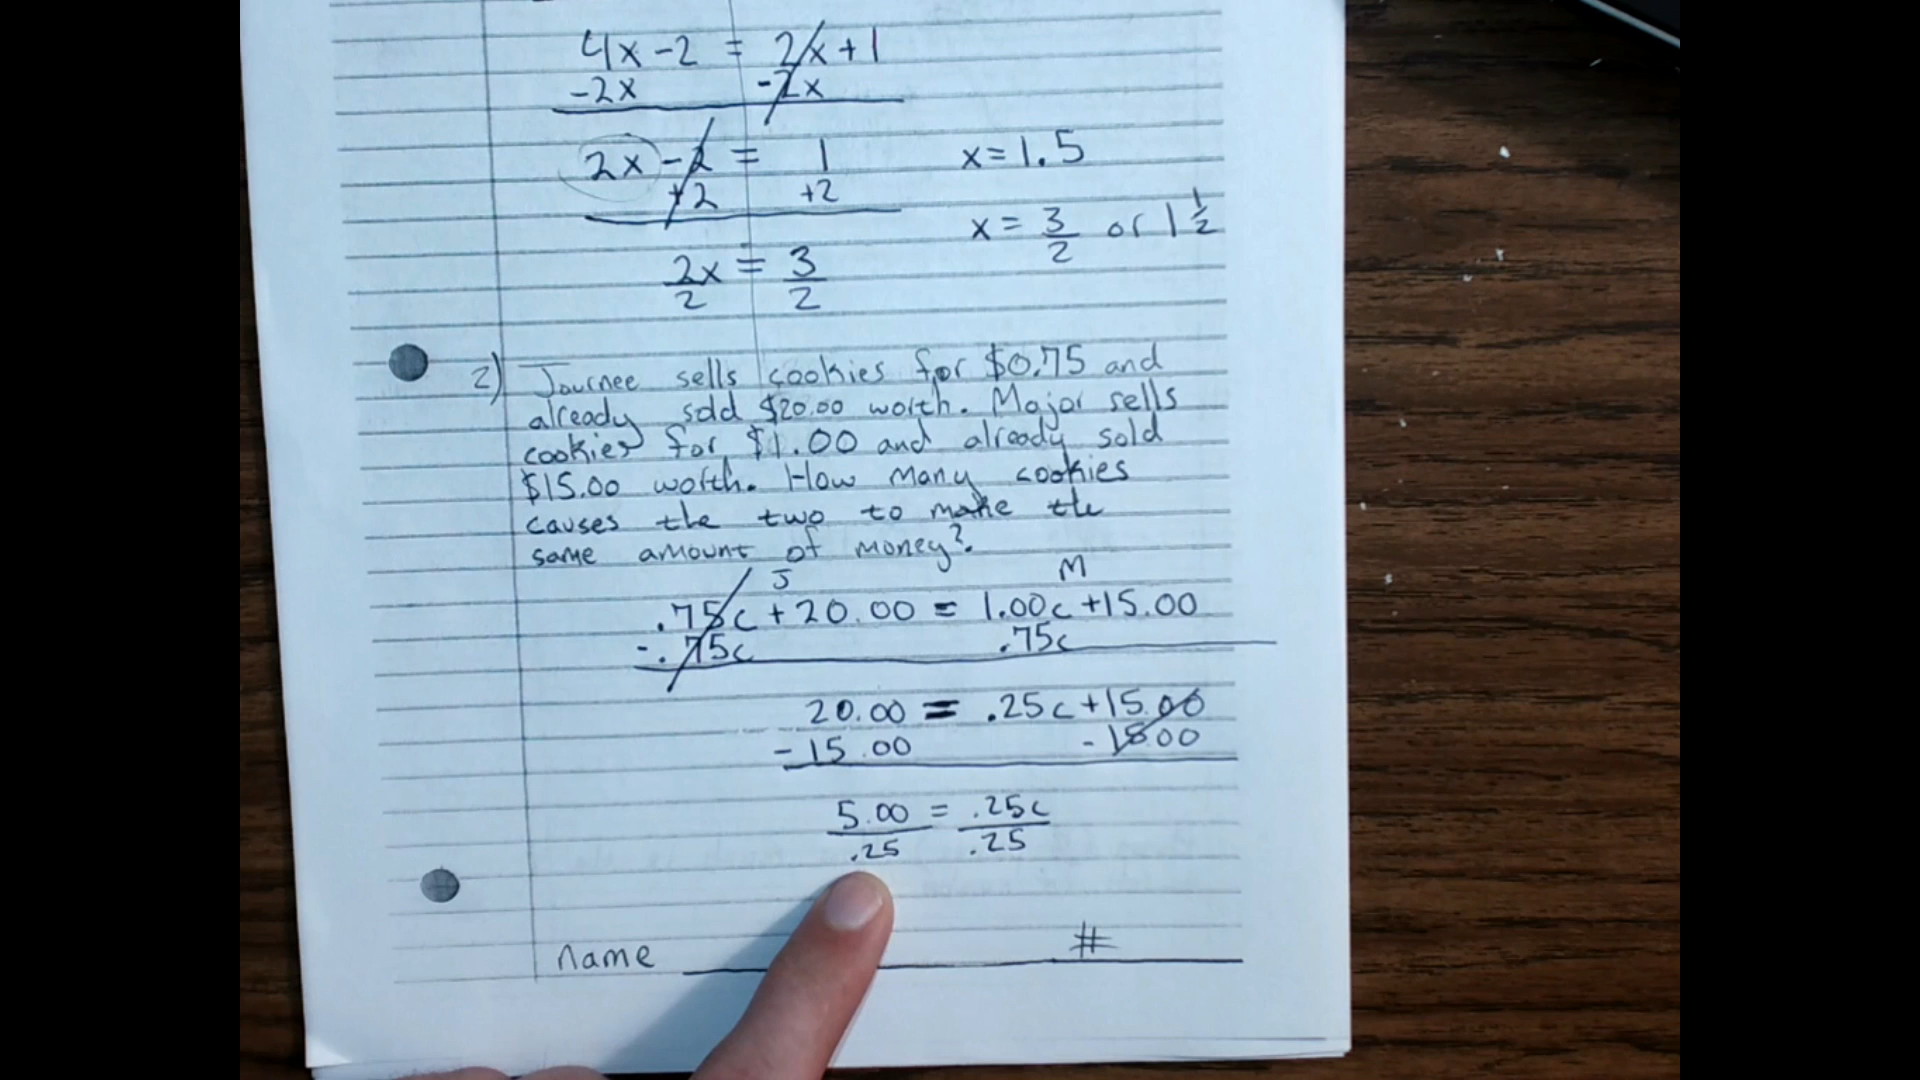 4x - 2 = 2x + 1
-2x -2x
2x - 2 = 1
+2 +2
x = 1.5
x = 3/2 or 1 1/2
2x = 3
2 2
2) Journee sells cookies for $0.75 and
already sold $20.00 worth. Major sells
cookies for $1.00 and already sold
$15.00 worth. How many cookies
causes the two to make the
same amount of money?
J M
.75c + 20.00 = 1.00c + 15.00
-.75c .75c
20.00 = .25c + 15.00
-15.00 -15.00
5.00 = .25c
.25 .25
name #